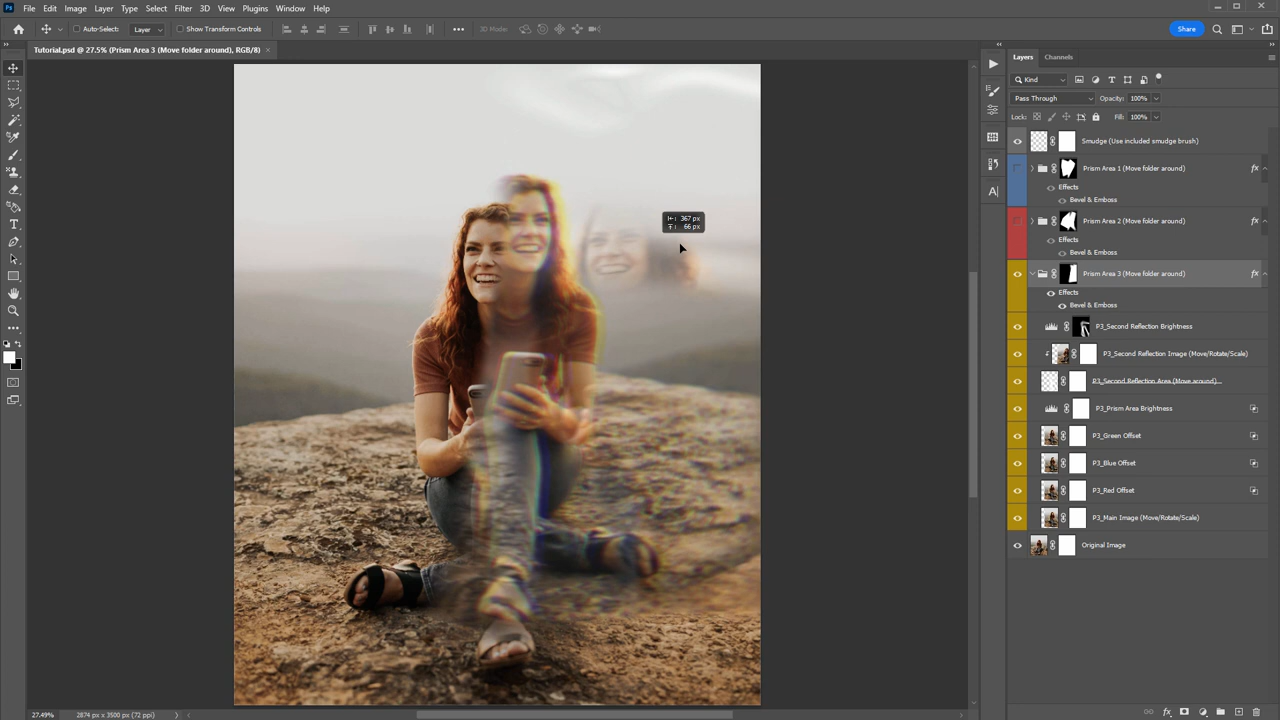 Ps File Edit Image Layer Type Select Filter 3D View Plugins Window Help
Auto-Select: Layer Show Transform Controls 3D Mode: Share
Tutorial.psd @ 27.5% (Prism Area 3 (Move folder around), RGB/8)
Layers Channels
Kind
Pass Through Opacity: 100%
Lock: Fill: 100%
Smudge (Use included smudge brush)
Prism Area 1 (Move folder around) fx
Effects
Bevel & Emboss
Prism Area 2 (Move folder around) fx
Effects
Bevel & Emboss
Prism Area 3 (Move folder around) fx
Effects
Bevel & Emboss
P3_Second Reflection Brightness
P3_Second Reflection Image (Move/Rotate/Scale)
P3_Second Reflection Area (Move around)...
P3_Prism Area Brightness
P3_Green Offset
P3_Blue Offset
P3_Red Offset
P3_Main Image (Move/Rotate/Scale)
Original Image
367 px
66 px
27.49% 2874 px x 3500 px (72 ppi)
fx